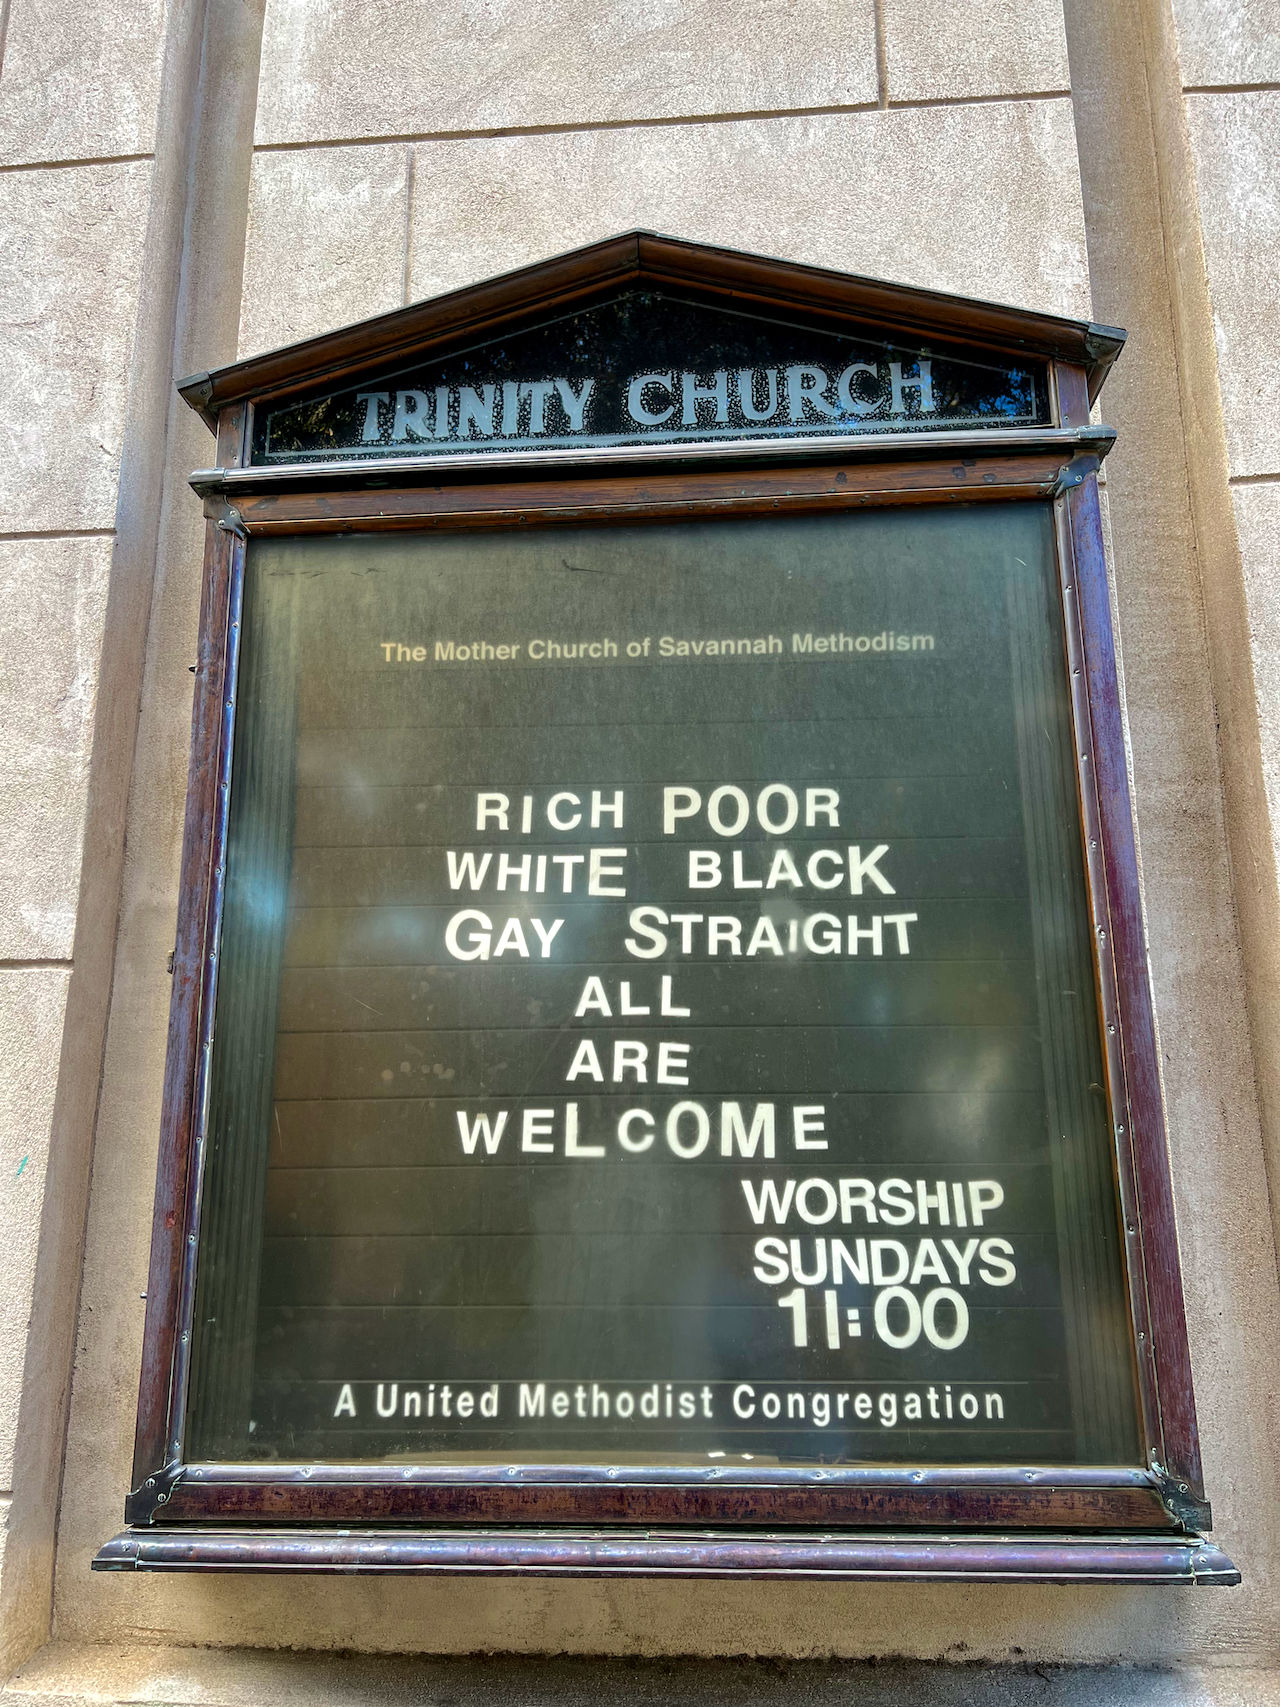 TRINITY CHURCH
The Mother Church of Savannah Methodism
RICH POOR
WHITE BLACK
GAY STRAIGHT
ALL
ARE
WELCOME
WORSHIP
SUNDAYS
11:00
A United Methodist Congregation